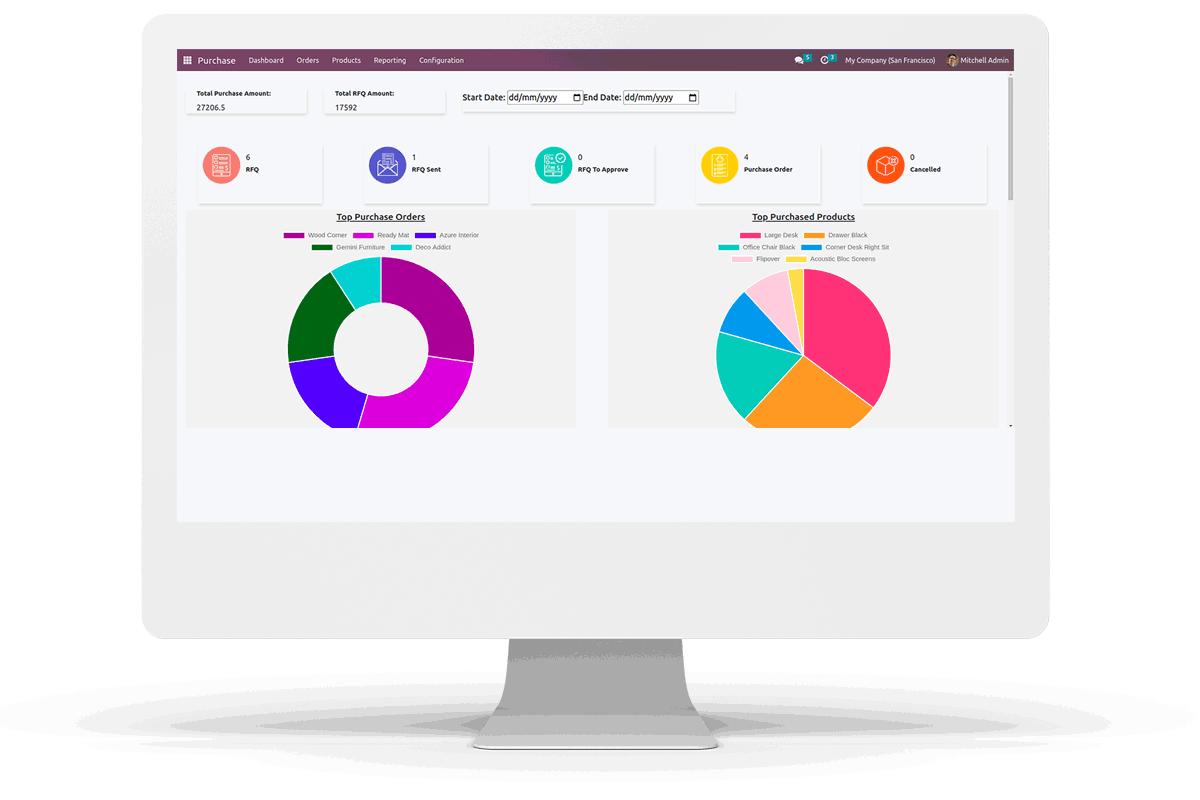 Purchase Dashboard Orders Products Reporting Configuration 5 3 My Company (San Francisco) Mitchell Admin
Total Purchase Amount: Total RFQ Amount:
27206.5 17592
Start Date: dd/mm/yyyy End Date: dd/mm/yyyy
6
RFQ
1
RFQ Sent
0
RFQ To Approve
4
Purchase Order
0
Cancelled
Top Purchase Orders
Wood Corner Ready Mat Azure Interior
Gemini Furniture Deco Addict
Top Purchased Products
Large Desk Drawer Black
Office Chair Black Corner Desk Right Sit
Flipover Acoustic Bloc Screens